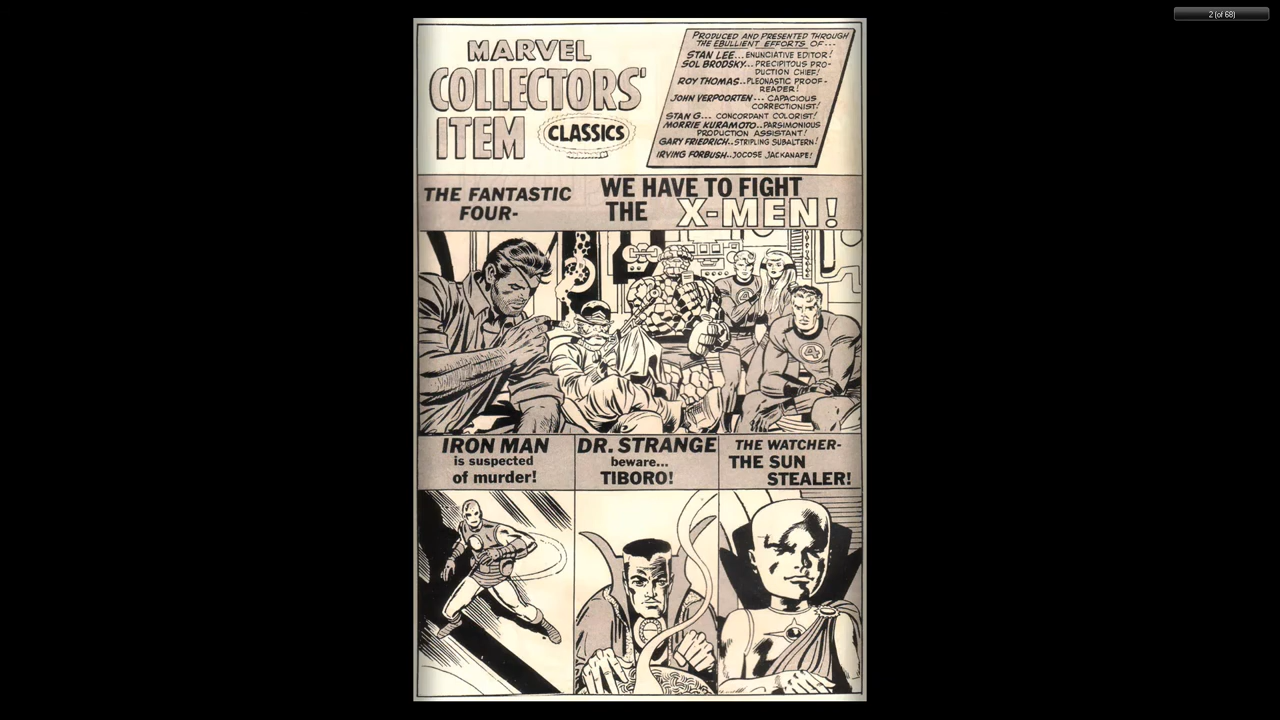 2 (of 68)
MARVEL
COLLECTORS'
ITEM
CLASSICS
PRODUCED AND PRESENTED THROUGH
THE EBULLIENT EFFORTS OF...
STAN LEE... ENUNCIATIVE EDITOR!
SOL BRODSKY... PRECIPITOUS PRO-
DUCTION CHIEF!
ROY THOMAS.. PLEONASTIC PROOF-
READER!
JOHN VERPOORTEN... CAPACIOUS
CORRECTIONIST!
STAN G... CONCORDANT COLORIST!
MORRIE KURAMOTO.. PARSIMONIOUS
PRODUCTION ASSISTANT!
GARY FRIEDRICH.. STRIPLING SUBALTERN!
IRVING FORBUSH.. JOCOSE JACKANAPE!
THE FANTASTIC
FOUR-
WE HAVE TO FIGHT
THE X-MEN!
4
IRON MAN
is suspected
of murder!
DR. STRANGE
beware...
TIBORO!
THE WATCHER-
THE SUN
STEALER!